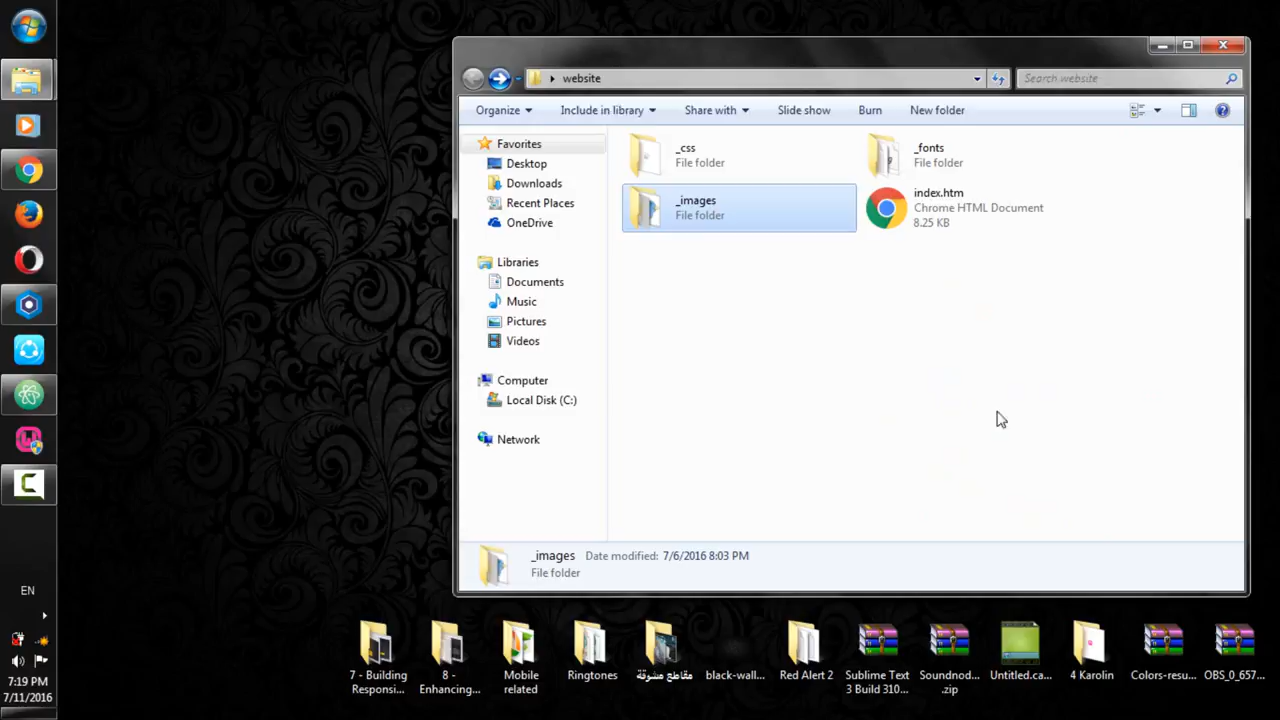 website
Search website
Organize
Include in library
Share with
Slide show
Burn
New folder
Favorites
Desktop
Downloads
Recent Places
OneDrive
Libraries
Documents
Music
Pictures
Videos
Computer
Local Disk (C:)
Network
_css
File folder
_fonts
File folder
_images
File folder
index.htm
Chrome HTML Document
8.25 KB
_images Date modified: 7/6/2016 8:03 PM
File folder
7 - Building
Responsi...
8 -
Enhancing...
Mobile
related
Ringtones
مقاطع مشوقة
black-wall...
Red Alert 2
Sublime Text
3 Build 310...
Soundnod...
.zip
Untitled.ca...
4 Karolin
Colors-resu...
OBS_0_657...
EN
7:19 PM
7/11/2016